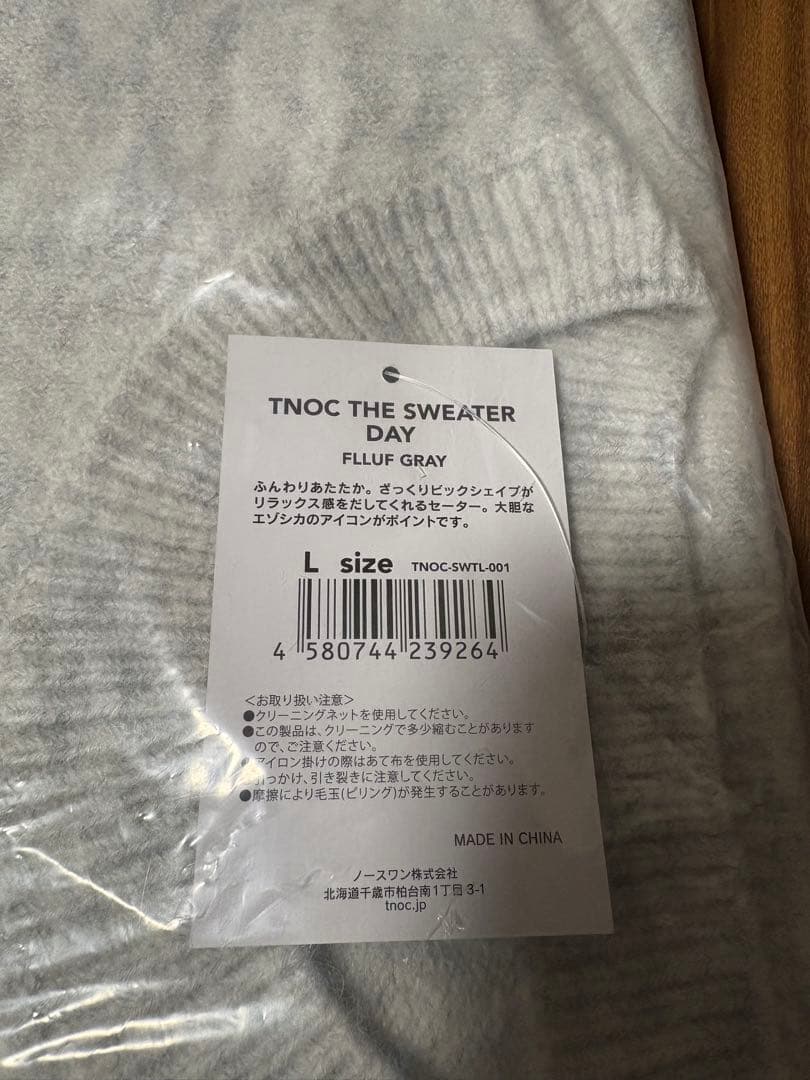 TNOC THE SWEATER
DAY
FLLUF GRAY
ふんわりあたたか。ざっくりビックシェイプが
リラックス感をだしてくれるセーター。大胆な
エゾシカのアイコンがポイントです。
L size TNOC-SWTL-001
4 580744 239264
＜お取り扱い注意＞
●クリーニングネットを使用してください。
●この製品は、クリーニングで多少縮むことがあります
ので、ご注意ください。
●アイロン掛けの際はあて布を使用してください。
引っかけ、引き裂きに注意してください。
●摩擦により毛玉(ピリング)が発生することがあります。
MADE IN CHINA
ノースワン株式会社
北海道千歳市柏台南1丁目3-1
tnoc.jp